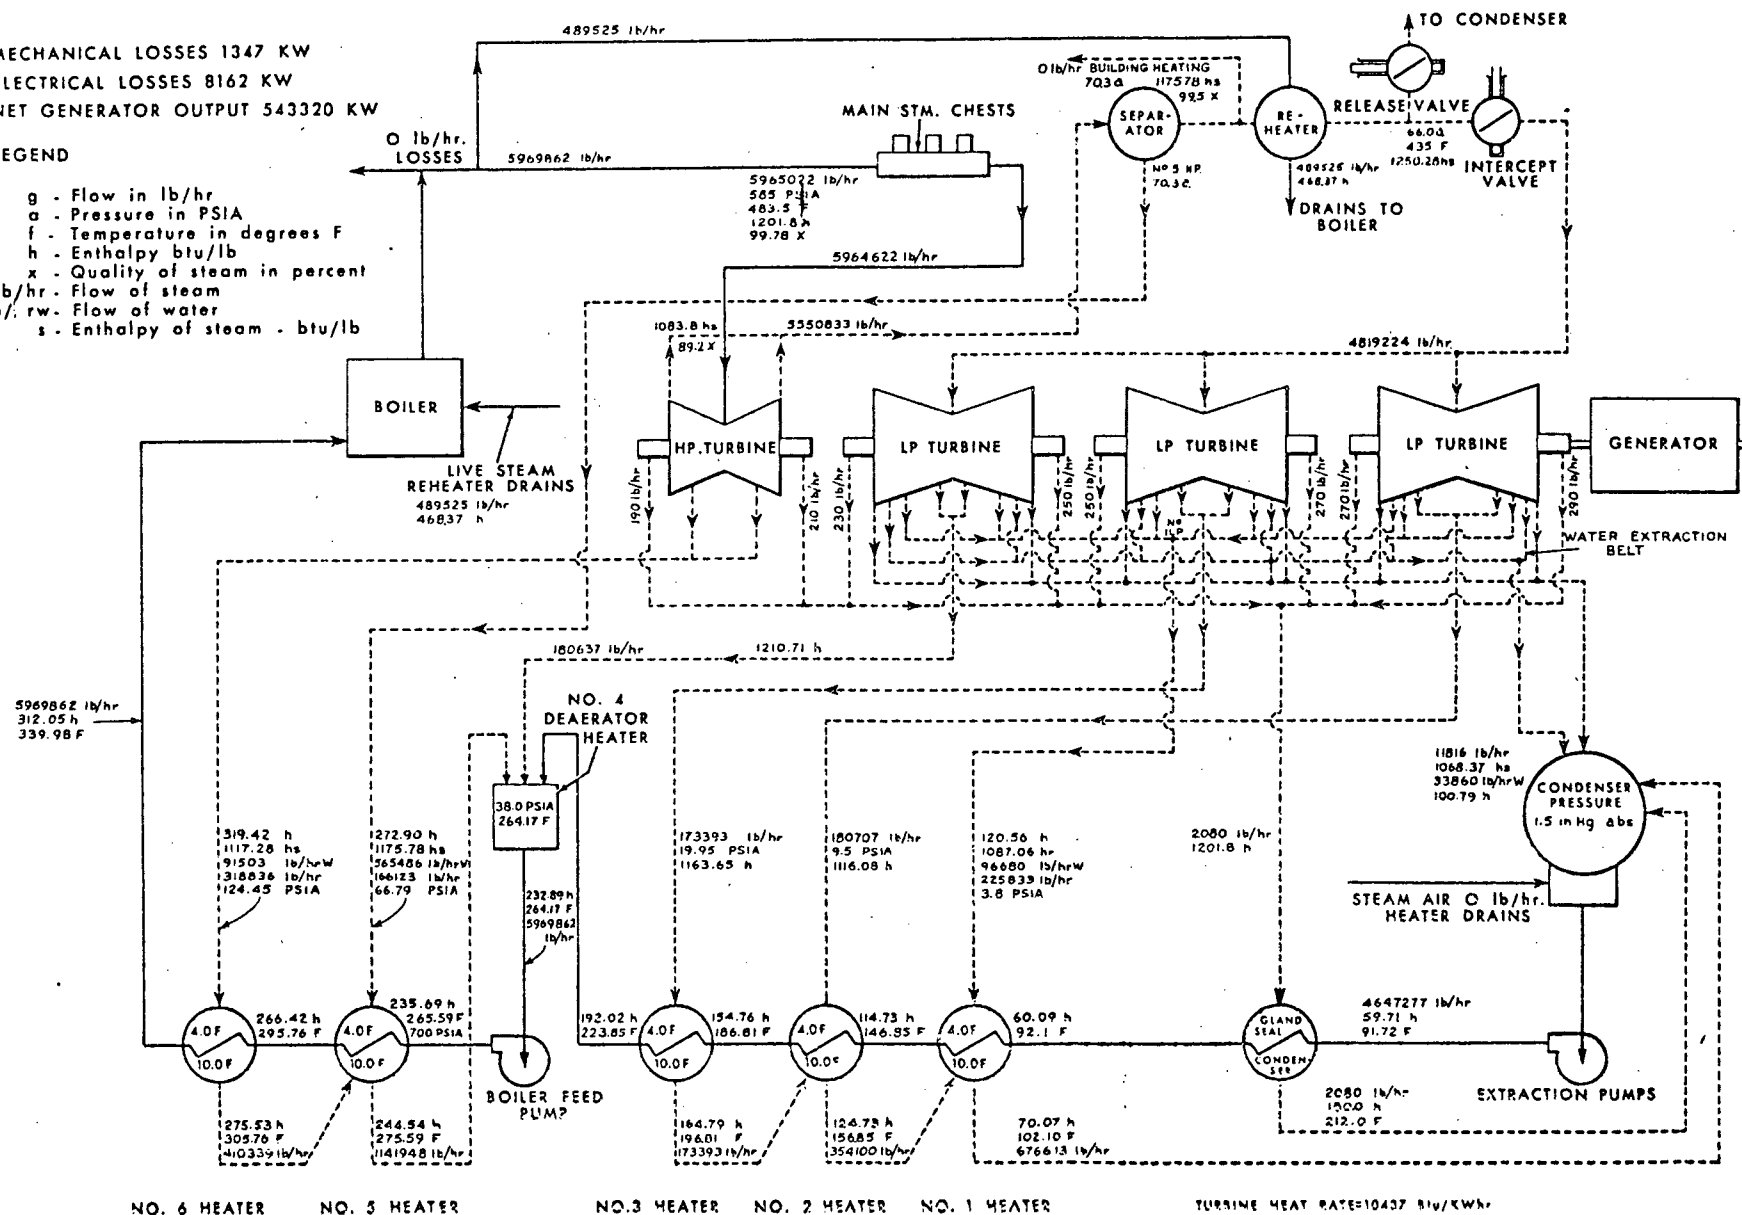 MECHANICAL LOSSES 1347 KW
ELECTRICAL LOSSES 8162 KW
NET GENERATOR OUTPUT 543320 KW
EGEND
g - Flow in lb/hr
a - Pressure in PSIA
f - Temperature in degrees F
h - Enthalpy btu/lb
x - Quality of steam in percent
b/hr - Flow of steam
rw - Flow of water
s - Enthalpy of steam - btu/lb
489525 lb/hr
O lb/hr.
LOSSES
5969862 lb/hr
MAIN STM. CHESTS
5965022 lb/hr
585 PSIA
483.5 F
1201.8 h
99.78 X
5964622 lb/hr
O lb/hr BUILDING HEATING
70.3 a 1175.78 hs
99.5 X
SEPAR-
ATOR
RE-
HEATER
TO CONDENSER
RELEASE VALVE
66.0 a
435 F
1250.28 hs
INTERCEPT
VALVE
Nº 5 HP.
70.3 a.
489525 lb/hr
468.37 h
DRAINS TO
BOILER
1083.8 hs
89.2 X
5550833 lb/hr
4819224 lb/hr
BOILER
LIVE STEAM
REHEATER DRAINS
489525 lb/hr
468.37 h
HP. TURBINE
LP TURBINE
LP TURBINE
LP TURBINE
GENERATOR
190 lb/hr
210 lb/hr
230 lb/hr
250 lb/hr
250 lb/hr
270 lb/hr
270 lb/hr
290 lb/hr
Nº
1 LP
WATER EXTRACTION
BELT
180637 lb/hr
1210.71 h
5969862 lb/hr
312.05 h
339.98 F
NO. 4
DEAERATOR
HEATER
38.0 PSIA
264.17 F
319.42 h
1117.28 hs
91503 lb/hrW
318836 lb/hr
124.45 PSIA
272.90 h
1175.78 hs
565486 lb/hrW
166123 lb/hr
66.79 PSIA
232.89 h
264.17 F
5969862
lb/hr
173393 lb/hr
19.95 PSIA
1163.65 h
180707 lb/hr
9.5 PSIA
1116.08 h
120.56 h
1087.06 hr
96680 lb/hrW
225833 lb/hr
3.8 PSIA
2080 lb/hr
1201.8 h
11816 lb/hr
1068.37 hs
33860 lb/hrW
100.79 h
CONDENSER
PRESSURE
1.5 in Hg abs
STEAM AIR O lb/hr.
HEATER DRAINS
4.0 F
10.0 F
266.42 h
295.76 F
4.0 F
10.0 F
235.69 h
265.59 F
700 PSIA
BOILER FEED
PUMP
192.02 h
223.85 F
4.0 F
10.0 F
154.76 h
186.81 F
4.0 F
10.0 F
114.73 h
146.85 F
4.0 F
10.0 F
60.09 h
92.1 F
GLAND
SEAL
CONDEN-
SER
4647277 lb/hr
59.71 h
91.72 F
EXTRACTION PUMPS
275.53 h
305.76 F
410339 lb/hr
244.54 h
275.59 F
1141948 lb/hr
164.79 h
196.81 F
173393 lb/hr
124.73 h
156.85 F
354100 lb/hr
70.07 h
102.10 F
676613 lb/hr
2080 lb/hr
180.0 h
212.0 F
NO. 6 HEATER
NO. 5 HEATER
NO.3 HEATER
NO. 2 HEATER
NO. 1 HEATER
TURBINE HEAT RATE=10437 Btu/KWhr